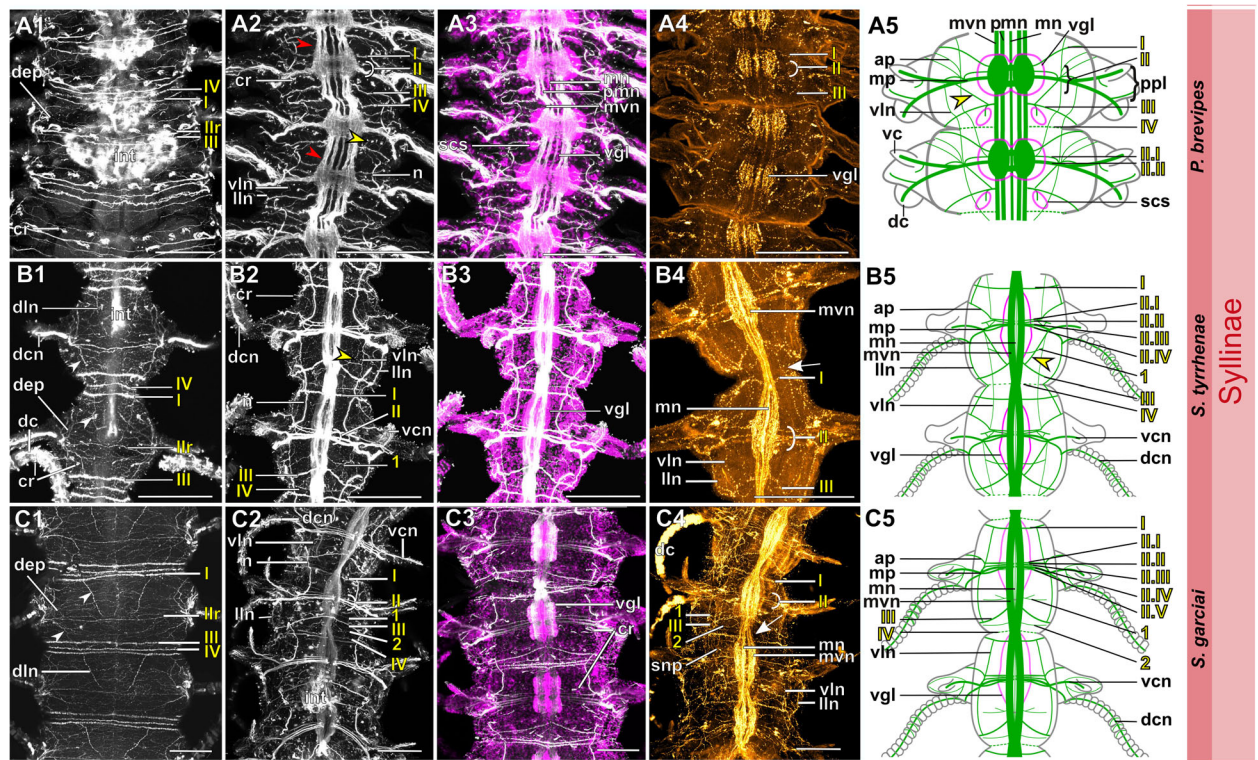 A1
dep
IV
I
IIr
III
int
cr
A2
I
II
cr
III
IV
vln
lln
n
A3
mn
pmn
mvn
scs
vgl
A4
I
II
III
vgl
A5
mvn pmn mn vgl
ap
mp
vln
vc
dc
I
II
ppl
III
IV
II.I
II.II
scs
P. brevipes
B1
dln
int
dcn
dep
dc
cr
IV
I
IIr
III
B2
cr
dcn
vln
lln
n
I
II
vcn
1
III
IV
B3
vgl
B4
mvn
I
mn
II
vln
lln
III
B5
ap
mp
mn
mvn
lln
vln
vgl
I
II.I
II.II
II.III
II.IV
1
III
IV
vcn
dcn
S. tyrrhenae
Syllinae
C1
dep
I
IIr
III
IV
dln
C2
dcn
vcn
vln
n
I
lln
II
1
III
2
IV
int
C3
vgl
cr
C4
dc
I
II
1
III
2
snp
mn
mvn
vln
lln
C5
ap
mp
mn
mvn
III
IV
vln
vgl
I
II.I
II.II
II.III
II.IV
II.V
1
2
vcn
dcn
S. garciai